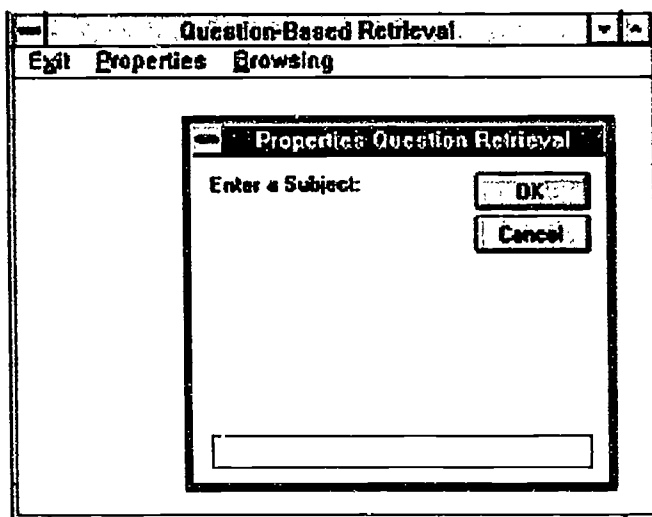 Question-Based Retrieval
Exit Properties Browsing
Properties Question Retrieval
Enter a Subject:
OK
Cancel